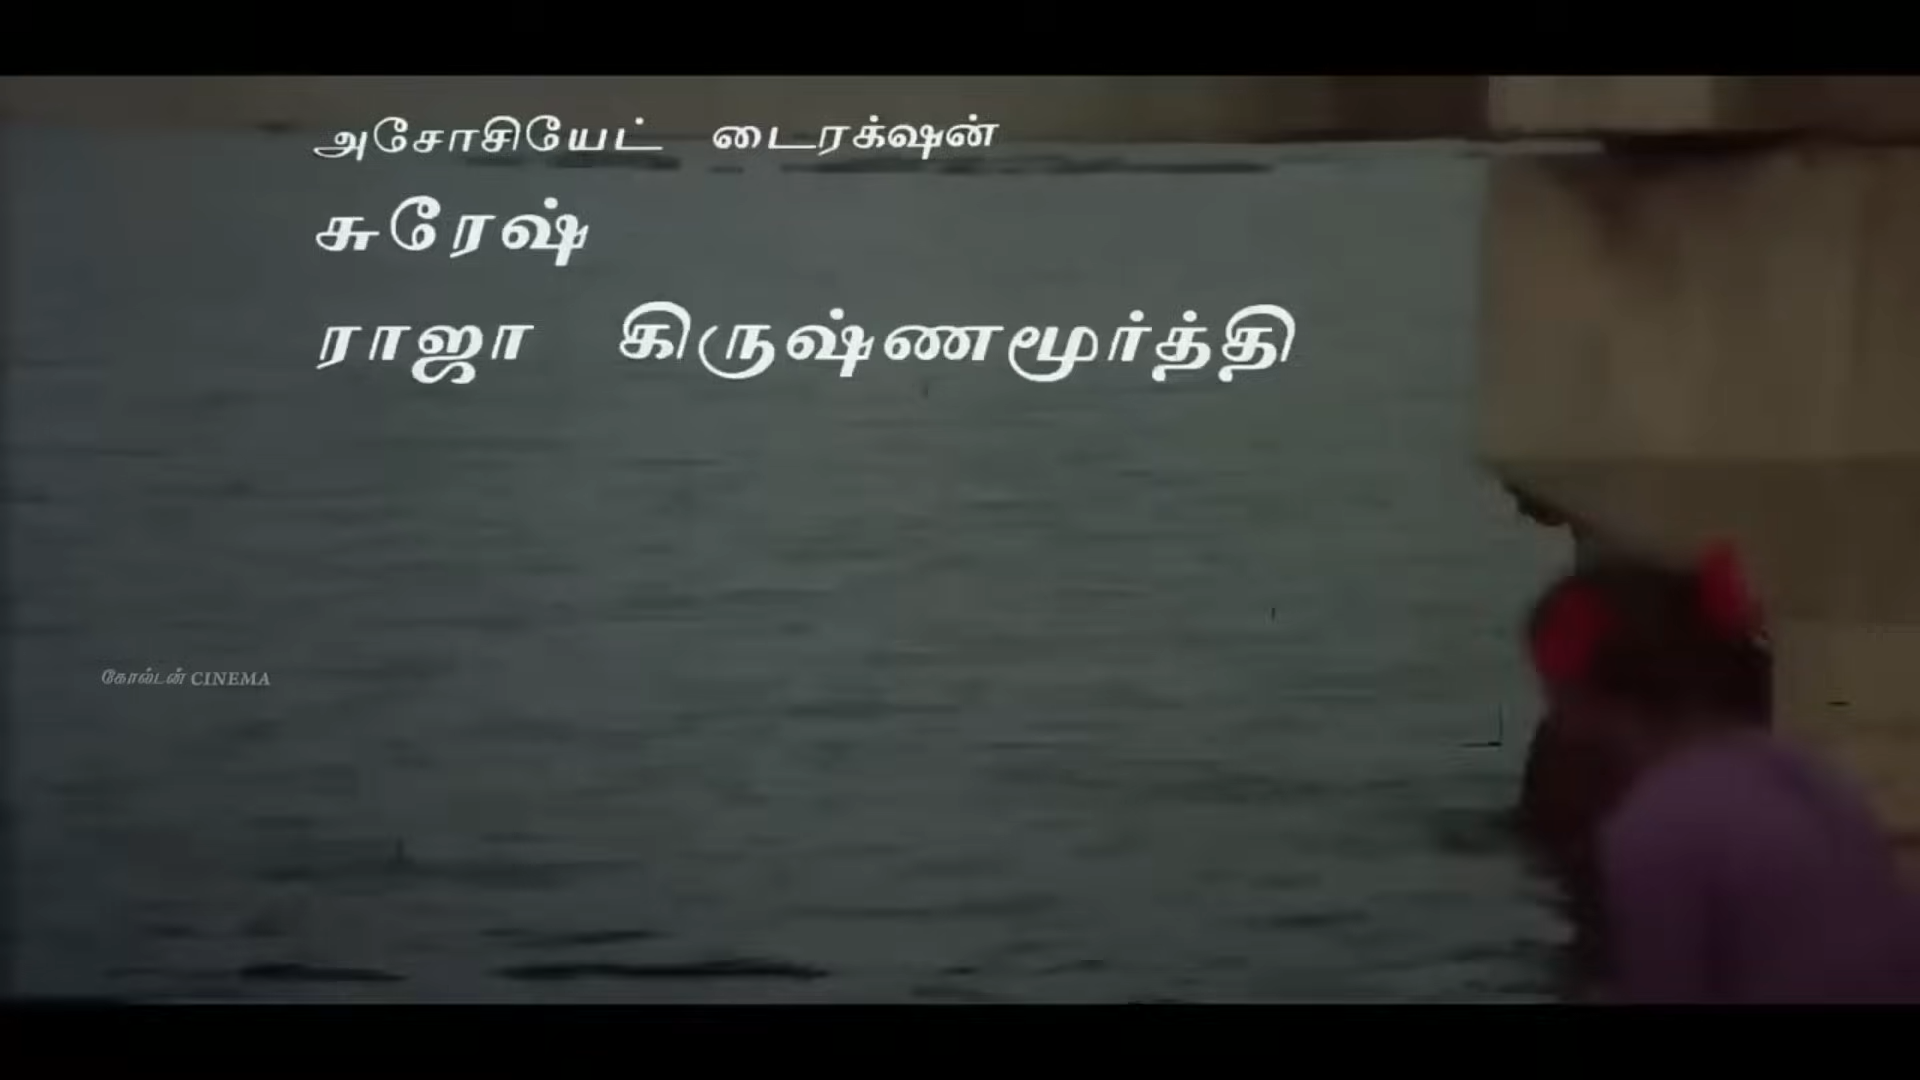 அசோசியேட் டைரக்‌ஷன்
சுரேஷ்
ராஜா கிருஷ்ணமூர்த்தி
கோல்டன் CINEMA